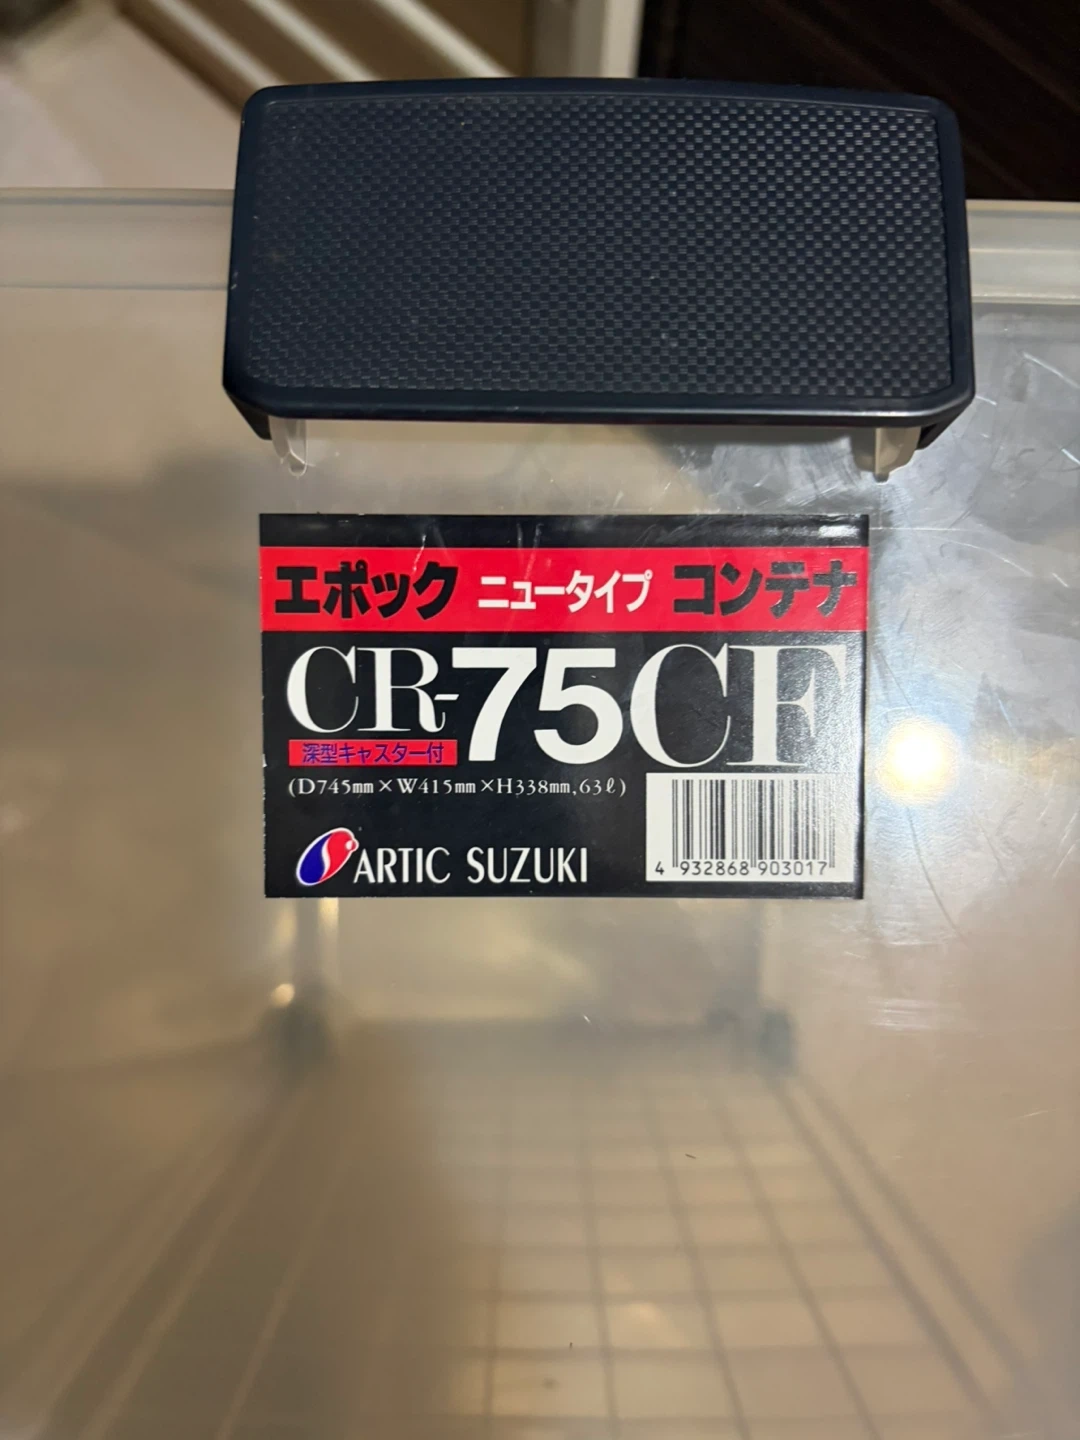 エポック ニュータイプ コンテナ
CR-75CF
深型キャスター付
(D745mm×W415mm×H338mm,63ℓ)
ARTIC SUZUKI
4 932868 903017